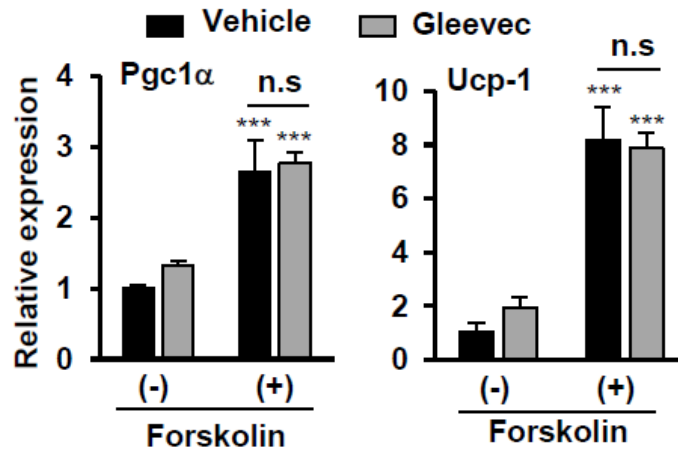 Vehicle Gleevec
Relative expression
Pgc1α
n.s
*** ***
4
3
2
1
0
(-) (+)
Forskolin
Ucp-1
n.s
*** ***
10
8
6
4
2
0
(-) (+)
Forskolin